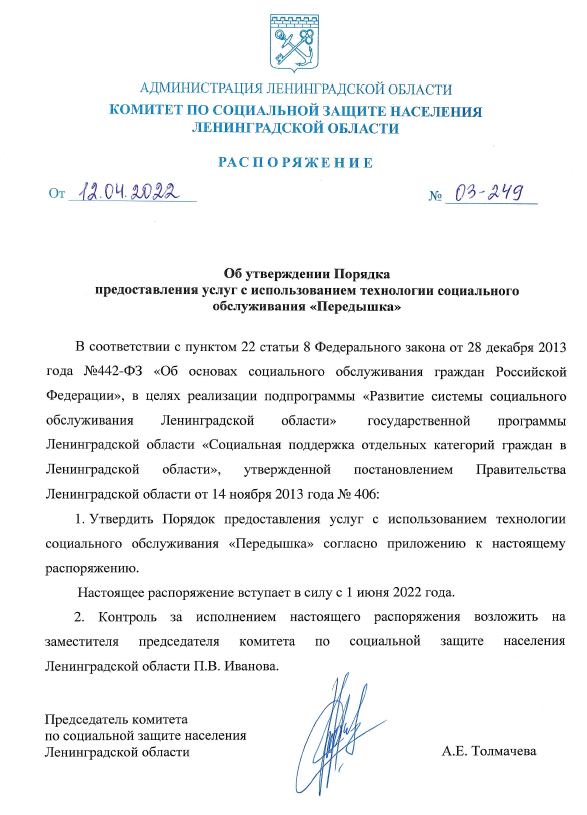 АДМИНИСТРАЦИЯ ЛЕНИНГРАДСКОЙ ОБЛАСТИ
КОМИТЕТ ПО СОЦИАЛЬНОЙ ЗАЩИТЕ НАСЕЛЕНИЯ
ЛЕНИНГРАДСКОЙ ОБЛАСТИ
РАСПОРЯЖЕНИЕ
От 12.04.2022 № 03-249
Об утверждении Порядка
предоставления услуг с использованием технологии социального
обслуживания «Передышка»
В соответствии с пунктом 22 статьи 8 Федерального закона от 28 декабря 2013
года №442-ФЗ «Об основах социального обслуживания граждан Российской
Федерации», в целях реализации подпрограммы «Развитие системы социального
обслуживания Ленинградской области» государственной программы
Ленинградской области «Социальная поддержка отдельных категорий граждан в
Ленинградской области», утвержденной постановлением Правительства
Ленинградской области от 14 ноября 2013 года № 406:
1. Утвердить Порядок предоставления услуг с использованием технологии
социального обслуживания «Передышка» согласно приложению к настоящему
распоряжению.
Настоящее распоряжение вступает в силу с 1 июня 2022 года.
2. Контроль за исполнением настоящего распоряжения возложить на
заместителя председателя комитета по социальной защите населения
Ленинградской области П.В. Иванова.
Председатель комитета
по социальной защите населения
Ленинградской области А.Е. Толмачева